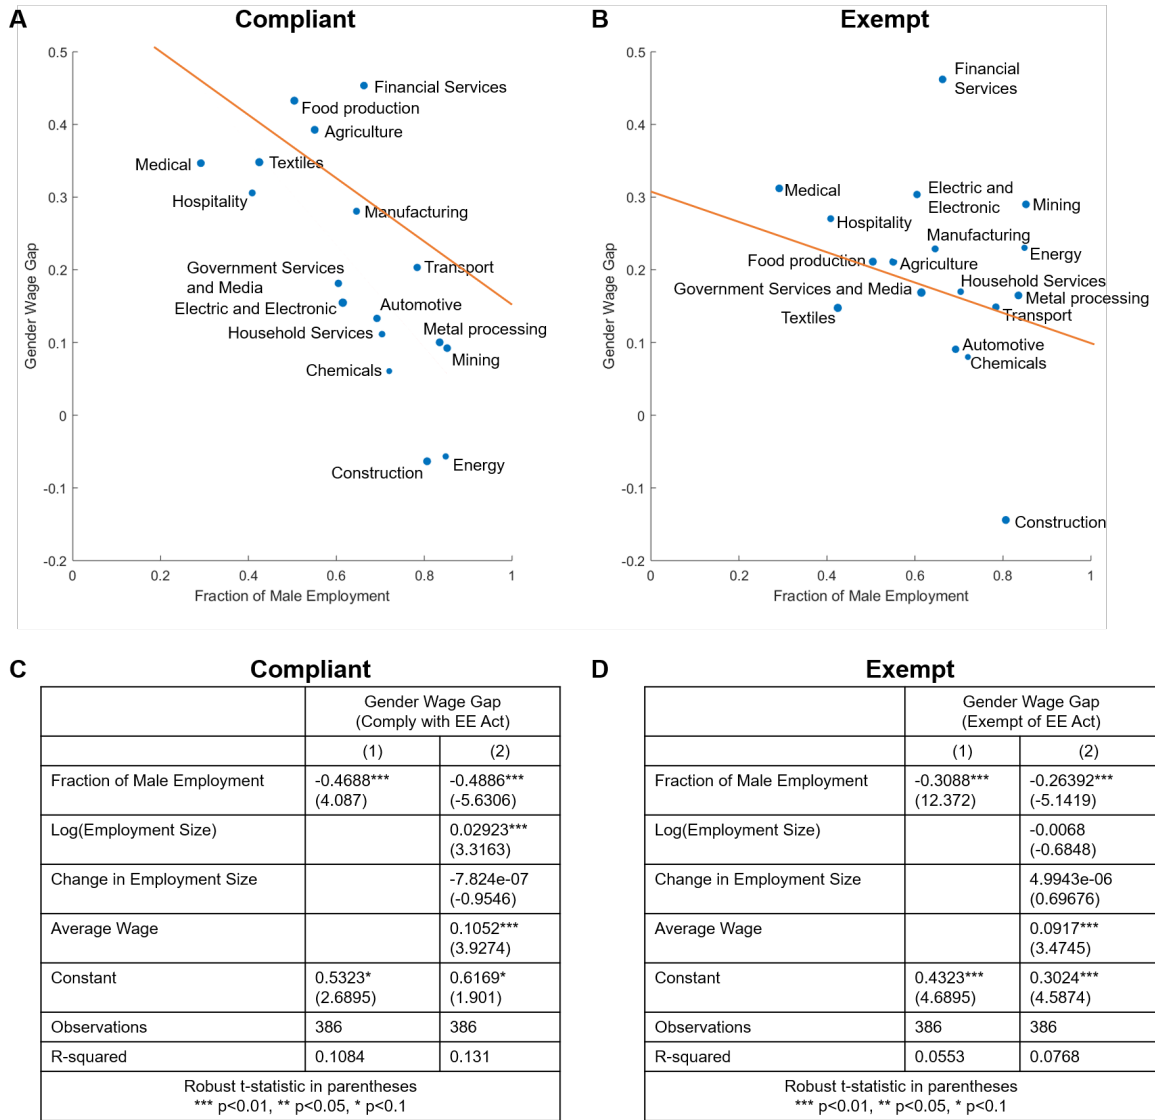 A
Compliant
0.5
0.4
0.3
0.2
0.1
0
-0.1
-0.2
Gender Wage Gap
0
0.2
0.4
0.6
0.8
1
Fraction of Male Employment
Financial Services
Food production
Agriculture
Medical
Textiles
Hospitality
Manufacturing
Government Services
and Media
Transport
Electric and Electronic
Automotive
Household Services
Metal processing
Mining
Chemicals
Construction
Energy
B
Exempt
0.5
0.4
0.3
0.2
0.1
0
-0.1
-0.2
Gender Wage Gap
0
0.2
0.4
0.6
0.8
1
Fraction of Male Employment
Financial
Services
Medical
Electric and
Electronic
Mining
Hospitality
Manufacturing
Energy
Food production
Agriculture
Household Services
Government Services and Media
Metal processing
Textiles
Transport
Automotive
Chemicals
Construction
C
Compliant
Gender Wage Gap
(Comply with EE Act)
(1) (2)
Fraction of Male Employment -0.4688*** -0.4886***
(4.087) (-5.6306)
Log(Employment Size) 0.02923***
(3.3163)
Change in Employment Size -7.824e-07
(-0.9546)
Average Wage 0.1052***
(3.9274)
Constant 0.5323* 0.6169*
(2.6895) (1.901)
Observations 386 386
R-squared 0.1084 0.131
Robust t-statistic in parentheses
*** p<0.01, ** p<0.05, * p<0.1
D
Exempt
Gender Wage Gap
(Exempt of EE Act)
(1) (2)
Fraction of Male Employment -0.3088*** -0.26392***
(12.372) (-5.1419)
Log(Employment Size) -0.0068
(-0.6848)
Change in Employment Size 4.9943e-06
(0.69676)
Average Wage 0.0917***
(3.4745)
Constant 0.4323*** 0.3024***
(4.6895) (4.5874)
Observations 386 386
R-squared 0.0553 0.0768
Robust t-statistic in parentheses
*** p<0.01, ** p<0.05, * p<0.1